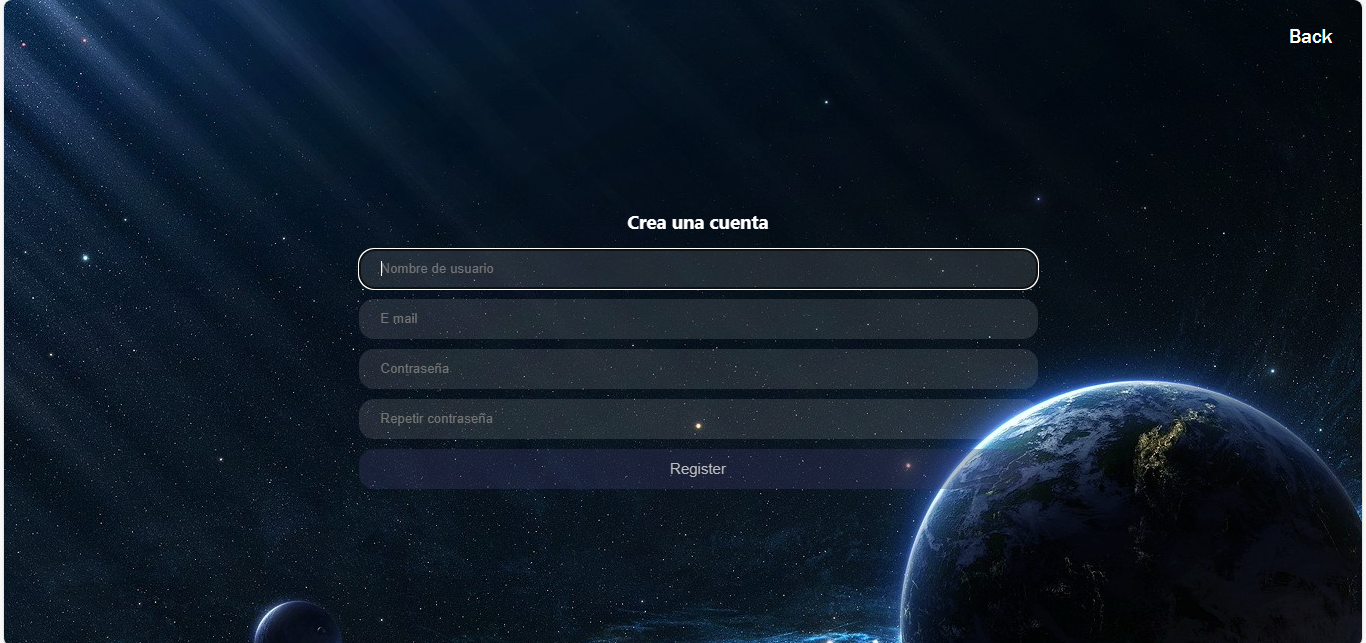 Back
Crea una cuenta
Nombre de usuario
E mail
Contraseña
Repetir contraseña
Register